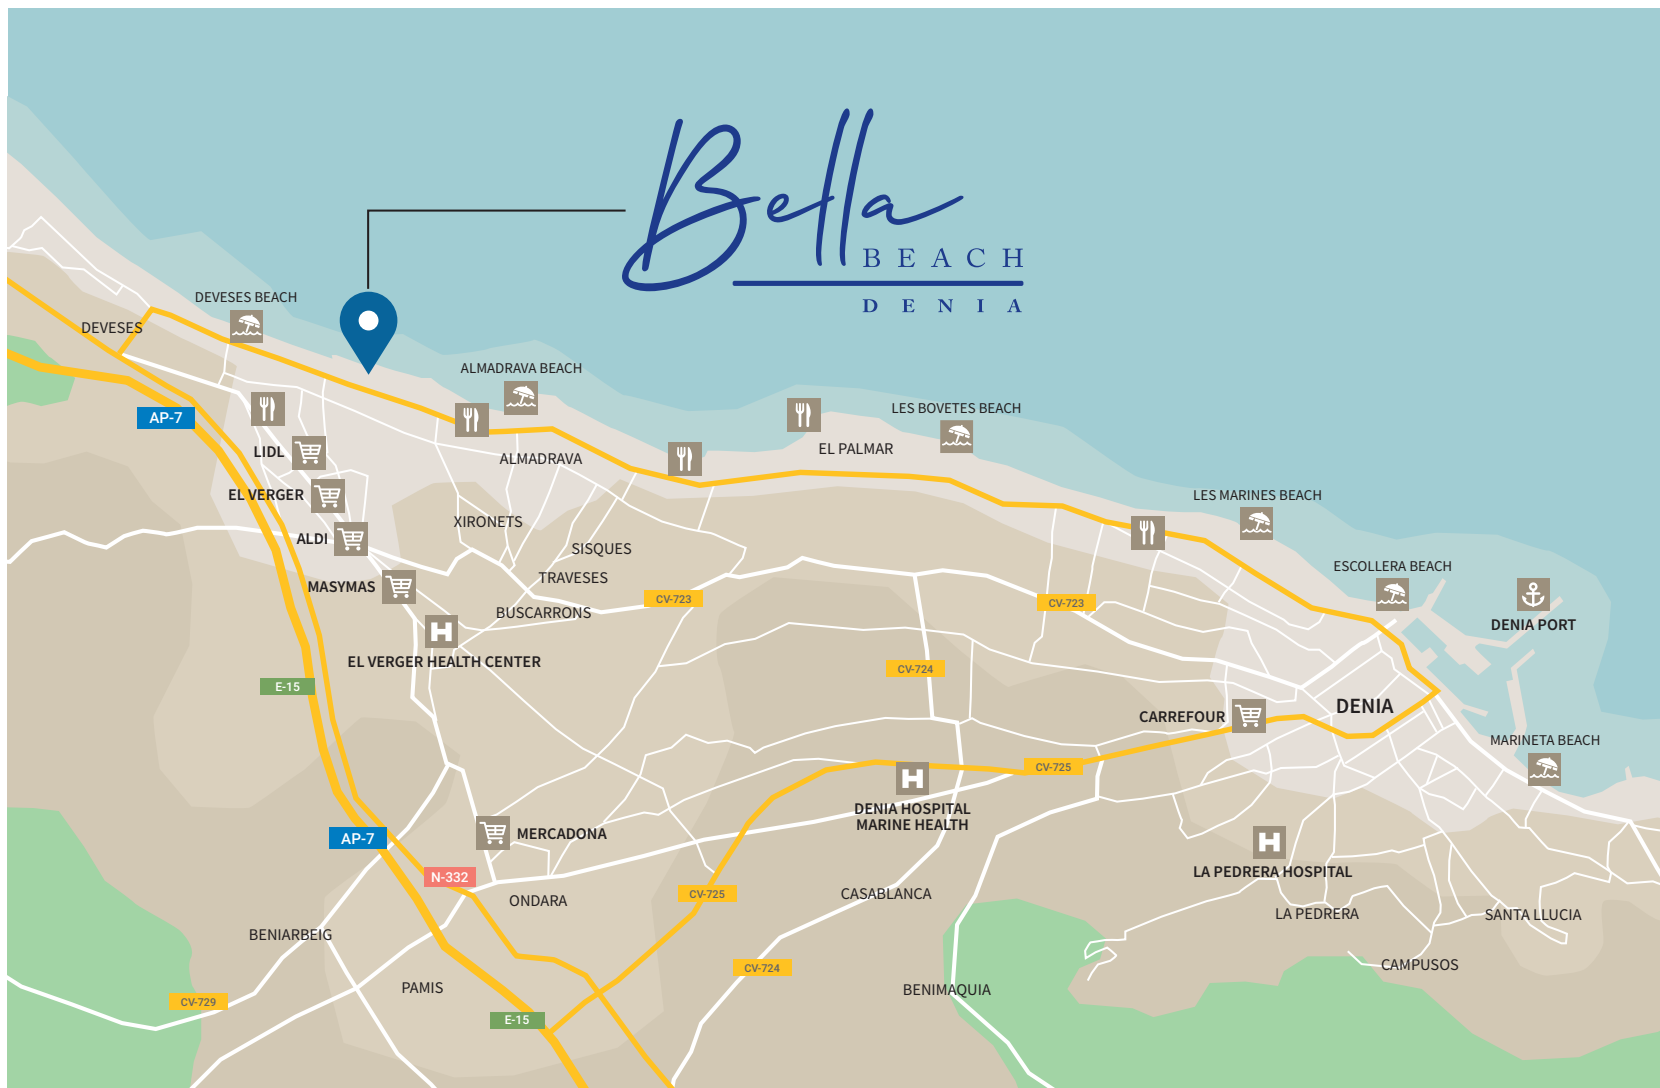 Bella
BEACH
DENIA
DEVESES BEACH
DEVESES
ALMADRAVA BEACH
LES BOVETES BEACH
AP-7
EL PALMAR
LIDL
ALMADRAVA
EL VERGER
LES MARINES BEACH
XIRONETS
ALDI
SISQUES
ESCOLLERA BEACH
TRAVESES
MASYMAS
CV-723
CV-723
BUSCARRONS
DENIA PORT
H
EL VERGER HEALTH CENTER
CV-724
E-15
DENIA
CARREFOUR
MARINETA BEACH
CV-725
H
DENIA HOSPITAL
MARINE HEALTH
MERCADONA
AP-7
H
LA PEDRERA HOSPITAL
N-332
CV-725
CASABLANCA
ONDARA
LA PEDRERA
SANTA LLUCIA
BENIARBEIG
CAMPUSOS
CV-724
PAMIS
BENIMAQUIA
CV-729
E-15